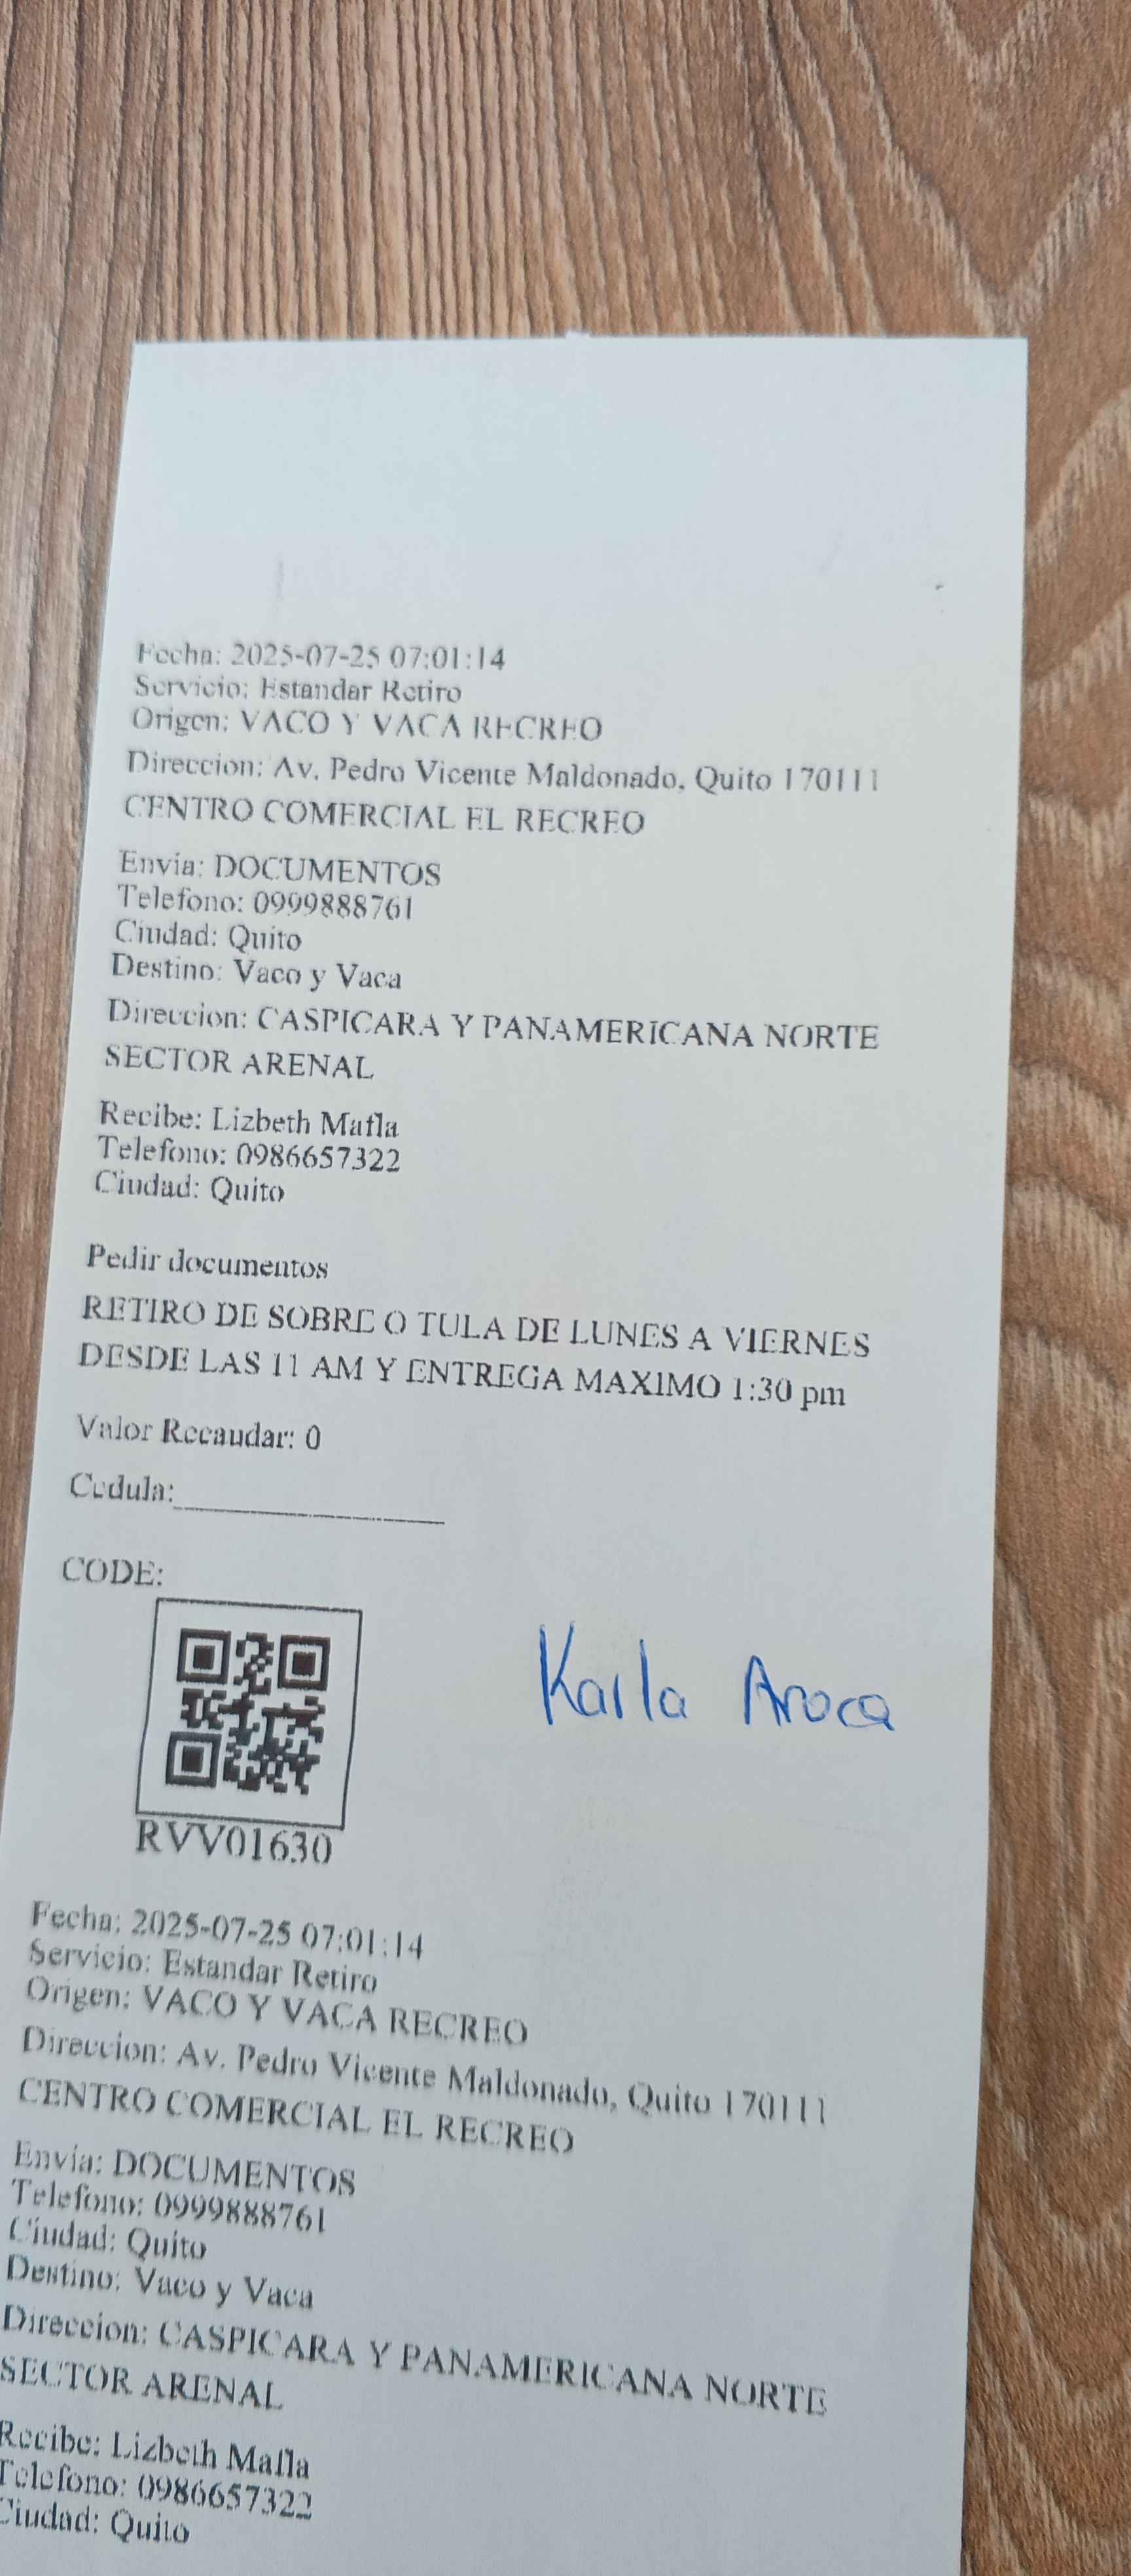 Fecha: 2025-07-25 07:01:14
Servicio: Estandar Retiro
Origen: VACO Y VACA RECREO
Direccion: Av. Pedro Vicente Maldonado, Quito 170111
CENTRO COMERCIAL EL RECREO
Envia: DOCUMENTOS
Telefono: 0999888761
Ciudad: Quito
Destino: Vaco y Vaca
Direccion: CASPICARA Y PANAMERICANA NORTE
SECTOR ARENAL
Recibe: Lizbeth Mafla
Telefono: 0986657322
Ciudad: Quito
Pedir documentos
RETIRO DE SOBRE O TULA DE LUNES A VIERNES
DESDE LAS 11 AM Y ENTREGA MAXIMO 1:30 pm
Valor Recaudar: 0
Cedula:
CODE:
Karla Aroca
RVV01630
Fecha: 2025-07-25 07:01:14
Servicio: Estandar Retiro
Origen: VACO Y VACA RECREO
Direccion: Av. Pedro Vicente Maldonado, Quito 170111
CENTRO COMERCIAL EL RECREO
Envia: DOCUMENTOS
Telefono: 0999888761
Ciudad: Quito
Destino: Vaco y Vaca
Direccion: CASPICARA Y PANAMERICANA NORTE
SECTOR ARENAL
Recibe: Lizbeth Mafla
Telefono: 0986657322
Ciudad: Quito